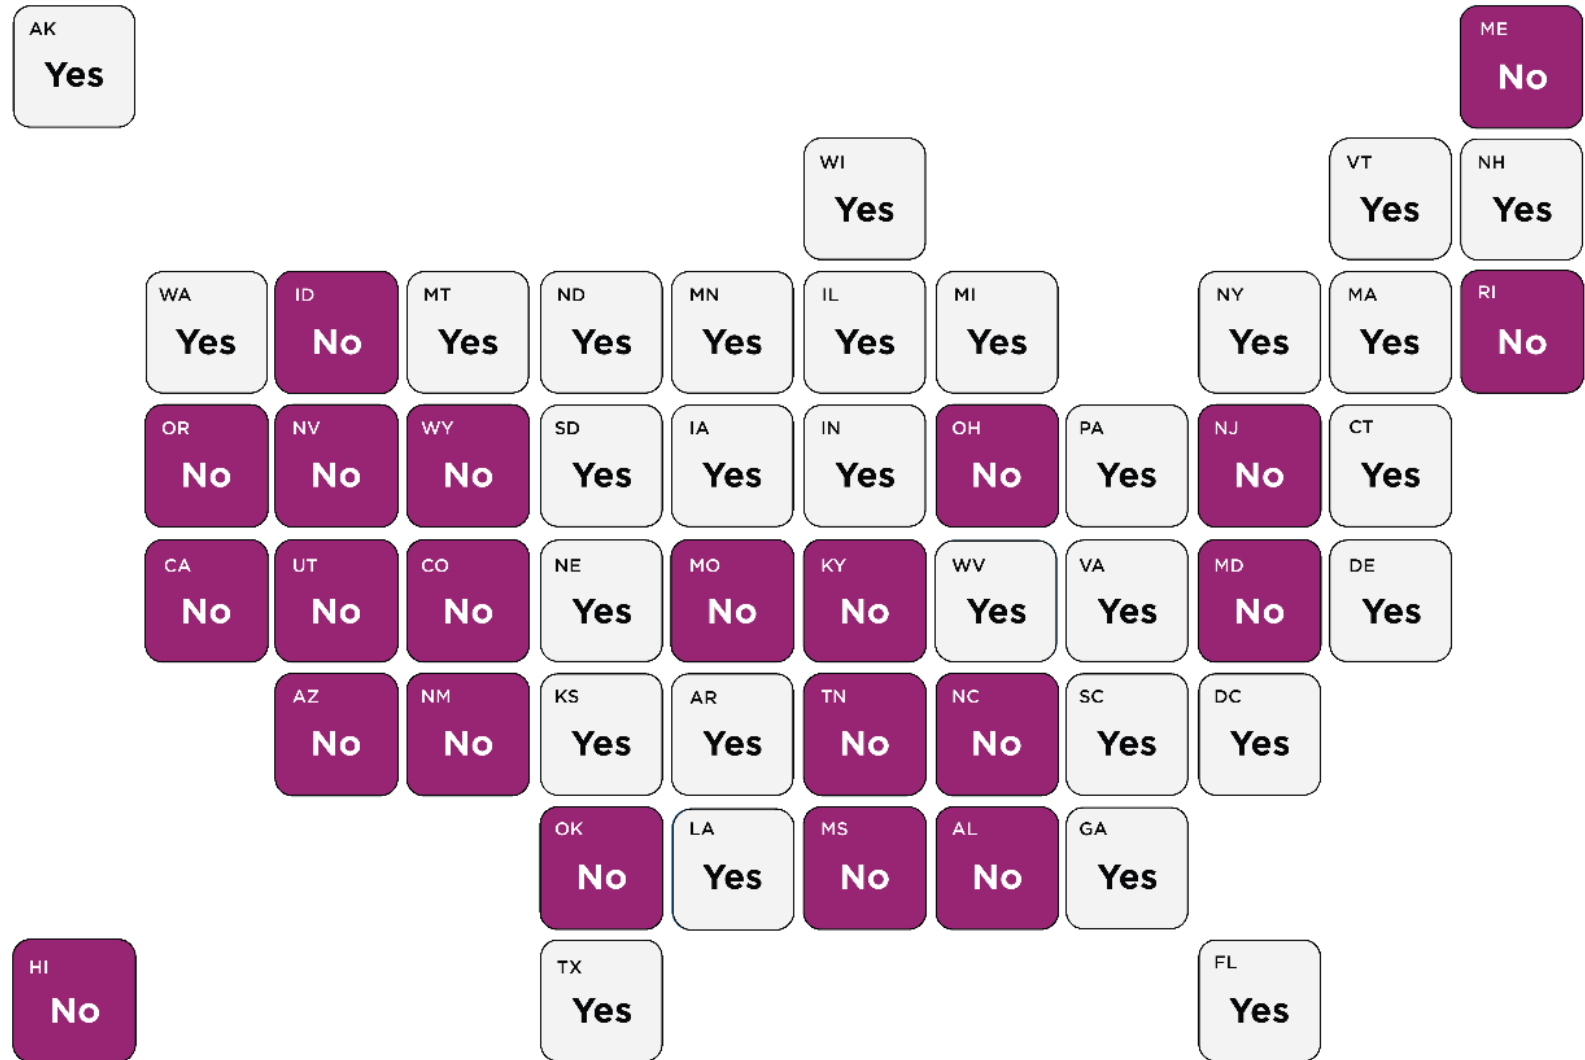 AK
Yes
ME
No
WI
Yes
VT
Yes
NH
Yes
WA
Yes
ID
No
MT
Yes
ND
Yes
MN
Yes
IL
Yes
MI
Yes
NY
Yes
MA
Yes
RI
No
OR
No
NV
No
WY
No
SD
Yes
IA
Yes
IN
Yes
OH
No
PA
Yes
NJ
No
CT
Yes
CA
No
UT
No
CO
No
NE
Yes
MO
No
KY
No
WV
Yes
VA
Yes
MD
No
DE
Yes
AZ
No
NM
No
KS
Yes
AR
Yes
TN
No
NC
No
SC
Yes
DC
Yes
OK
No
LA
Yes
MS
No
AL
No
GA
Yes
HI
No
TX
Yes
FL
Yes